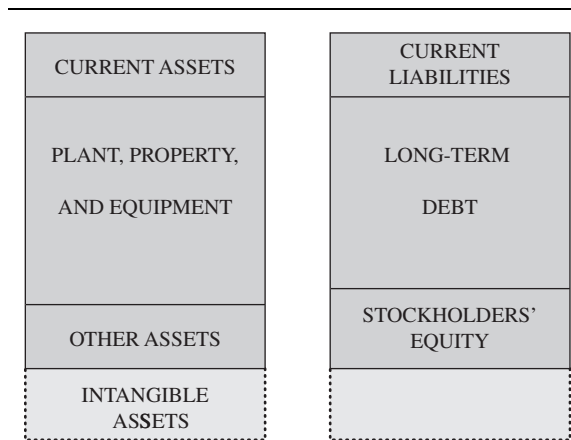 CURRENT ASSETS
PLANT, PROPERTY,
AND EQUIPMENT
OTHER ASSETS
INTANGIBLE
ASSETS
CURRENT
LIABILITIES
LONG-TERM
DEBT
STOCKHOLDERS’
EQUITY